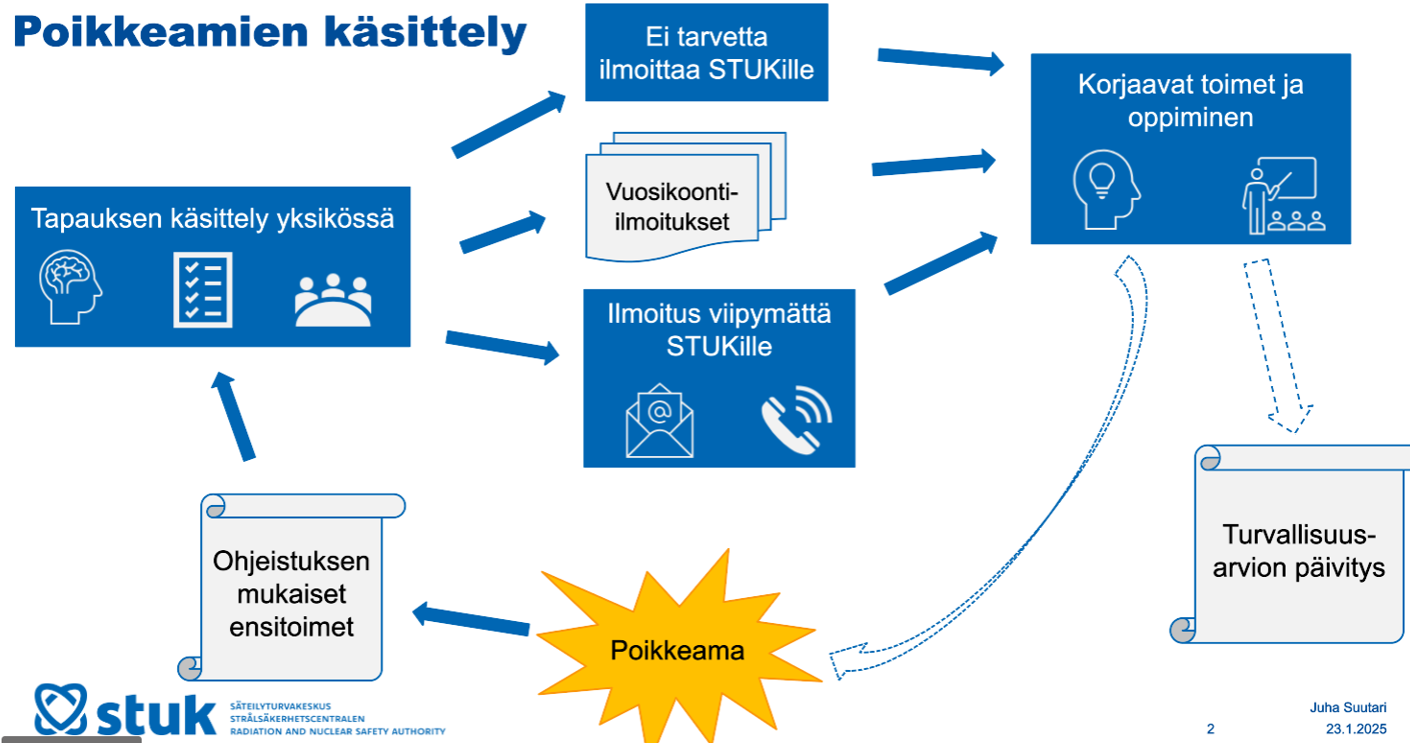 Poikkeamien käsittely
Ei tarvetta
ilmoittaa STUKille
Korjaavat toimet ja
oppiminen
Vuosikoonti-
ilmoitukset
Tapauksen käsittely yksikössä
Ilmoitus viipymättä
STUKille
@
Ohjeistuksen
mukaiset
ensitoimet
Poikkeama
Turvallisuus-
arvion päivitys
stuk
SÄTEILYTURVAKESKUS
STRÅLSÄKERHETSCENTRALEN
RADIATION AND NUCLEAR SAFETY AUTHORITY
2
Juha Suutari
23.1.2025